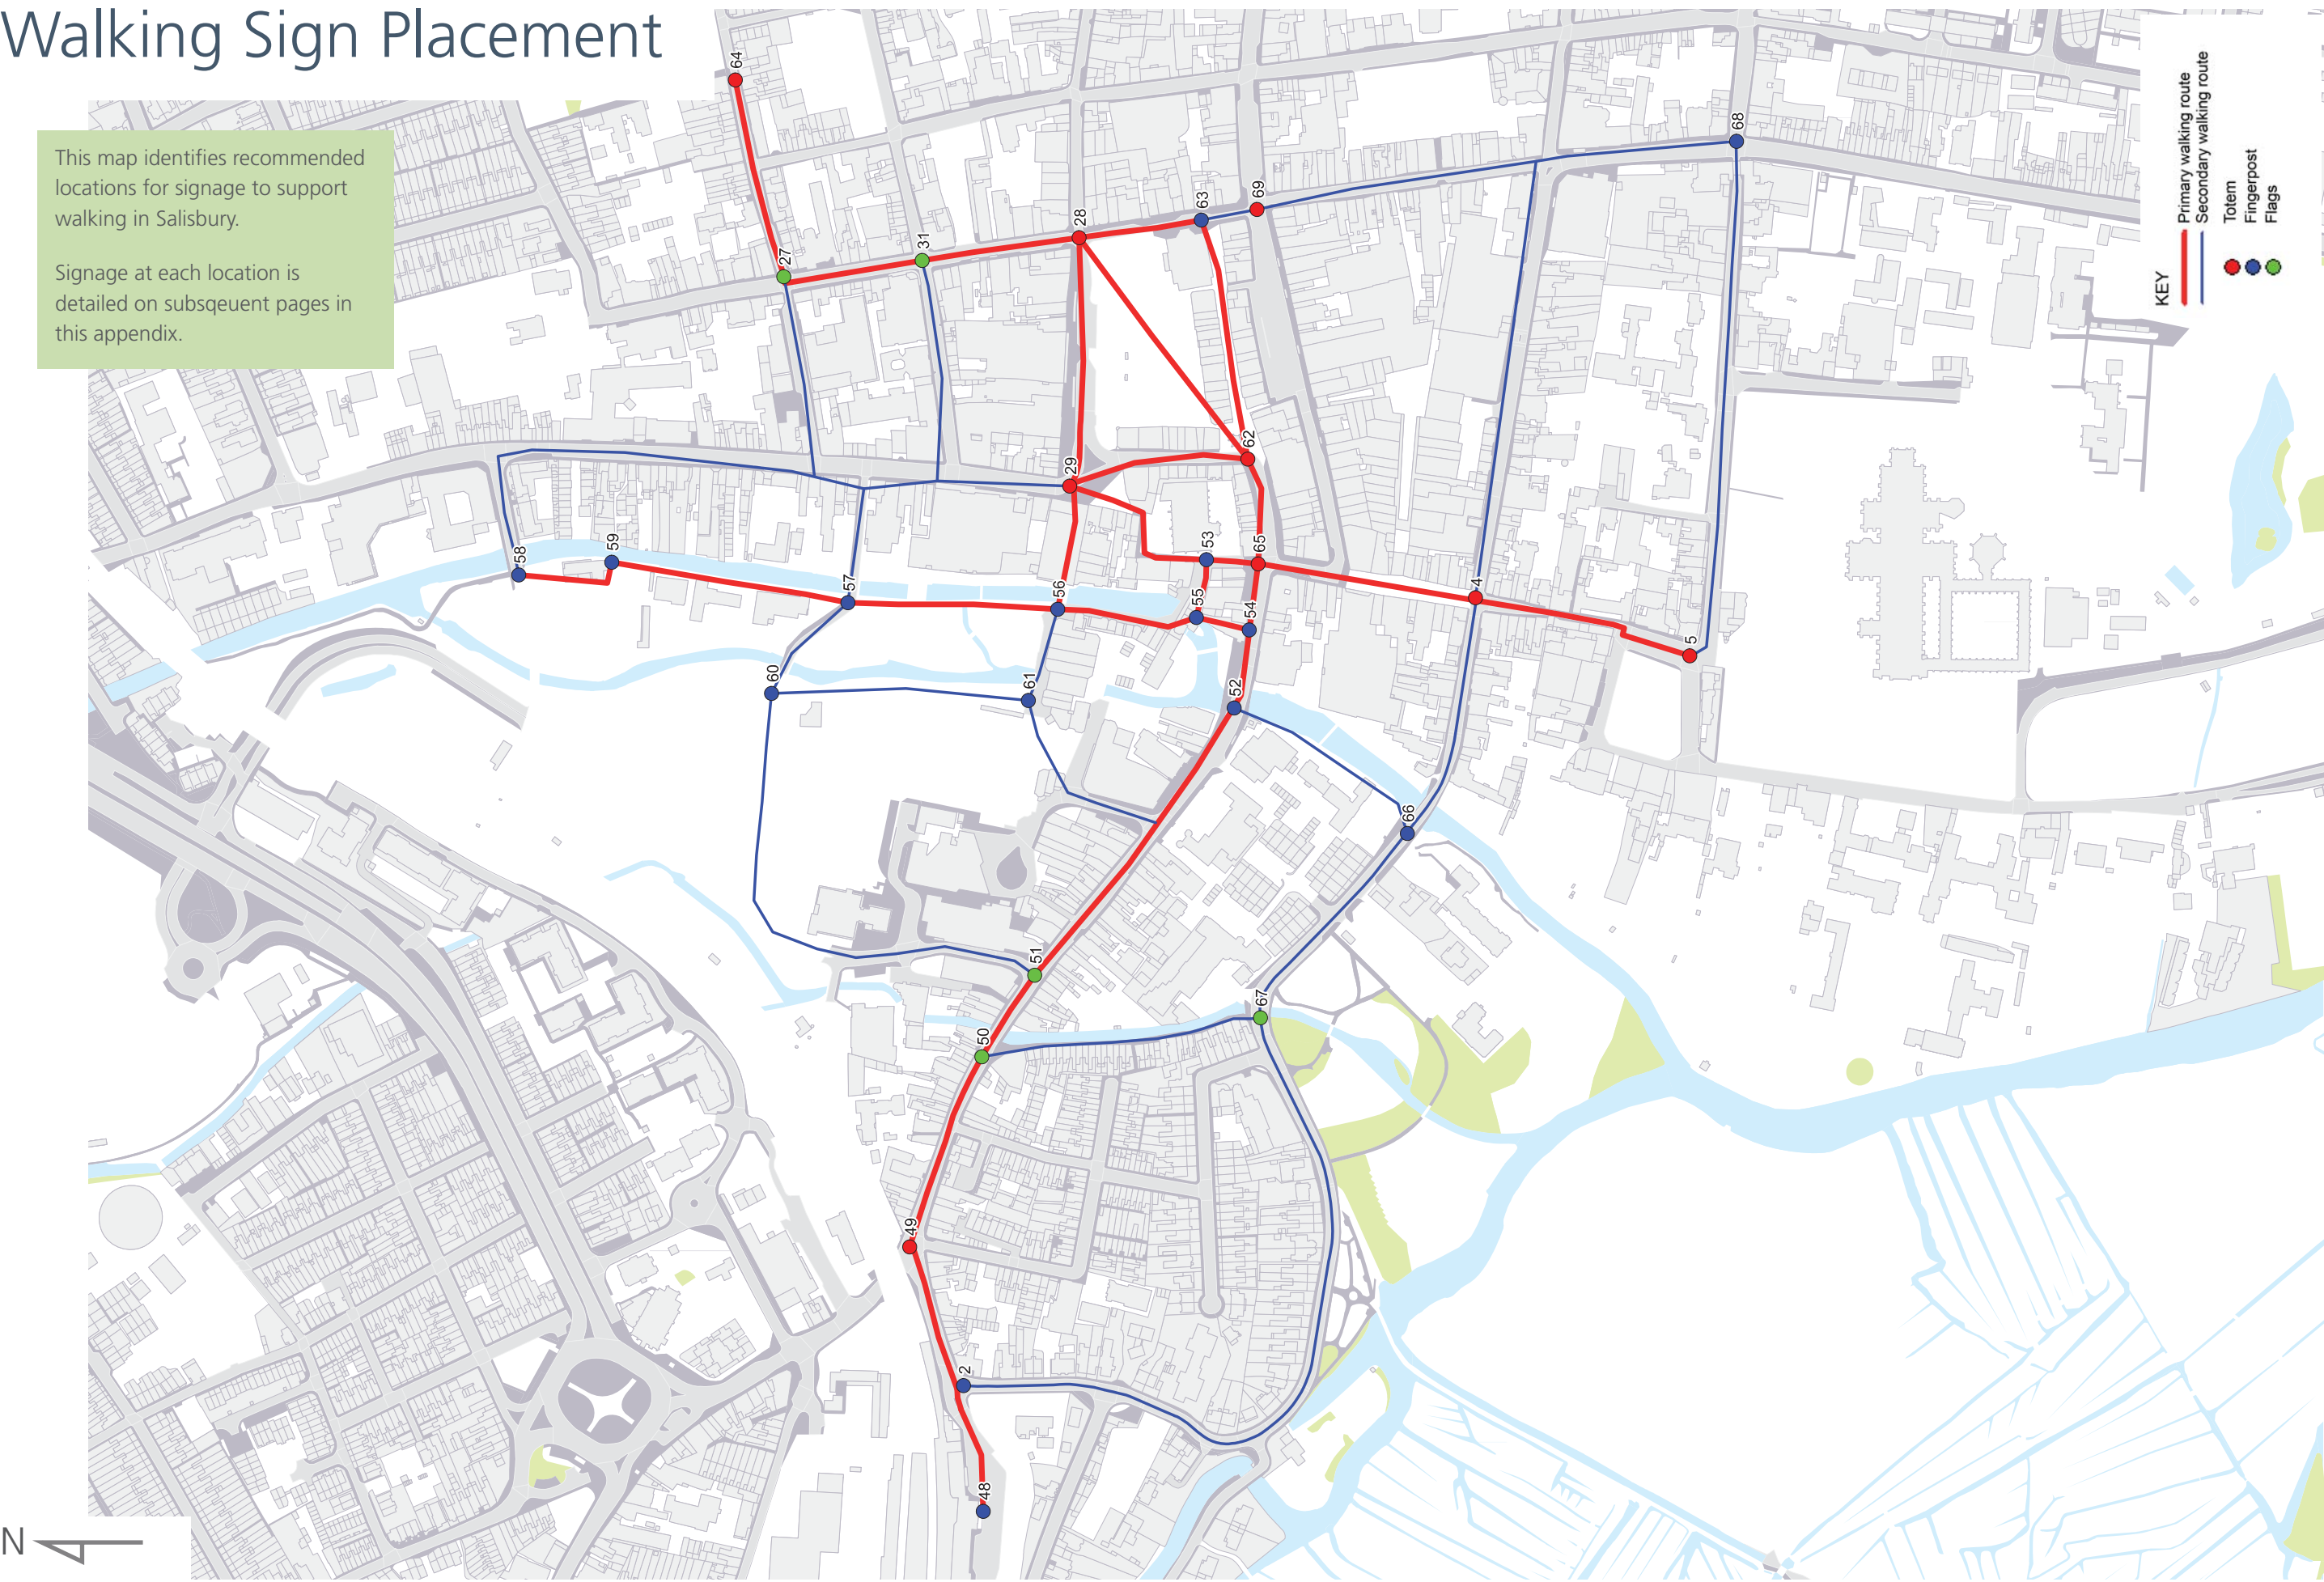 Walking Sign Placement
This map identifies recommended
locations for signage to support
walking in Salisbury.
Signage at each location is
detailed on subsqeuent pages in
this appendix.
64
27
31
28
63
69
68
29
62
58
59
53
65
57
56
55
54
4
5
60
61
52
66
51
67
50
49
2
48
N
KEY
Primary walking route
Secondary walking route
Totem
Fingerpost
Flags